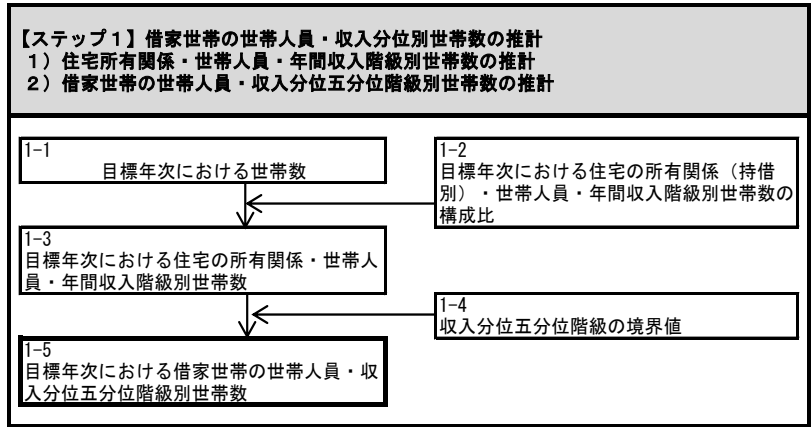 【ステップ1】借家世帯の世帯人員・収入分位別世帯数の推計
1）住宅所有関係・世帯人員・年間収入階級別世帯数の推計
2）借家世帯の世帯人員・収入分位五分位階級別世帯数の推計
1-1
目標年次における世帯数
1-2
目標年次における住宅の所有関係（持借
別）・世帯人員・年間収入階級別世帯数の
構成比
1-3
目標年次における住宅の所有関係・世帯人
員・年間収入階級別世帯数
1-4
収入分位五分位階級の境界値
1-5
目標年次における借家世帯の世帯人員・収
入分位五分位階級別世帯数